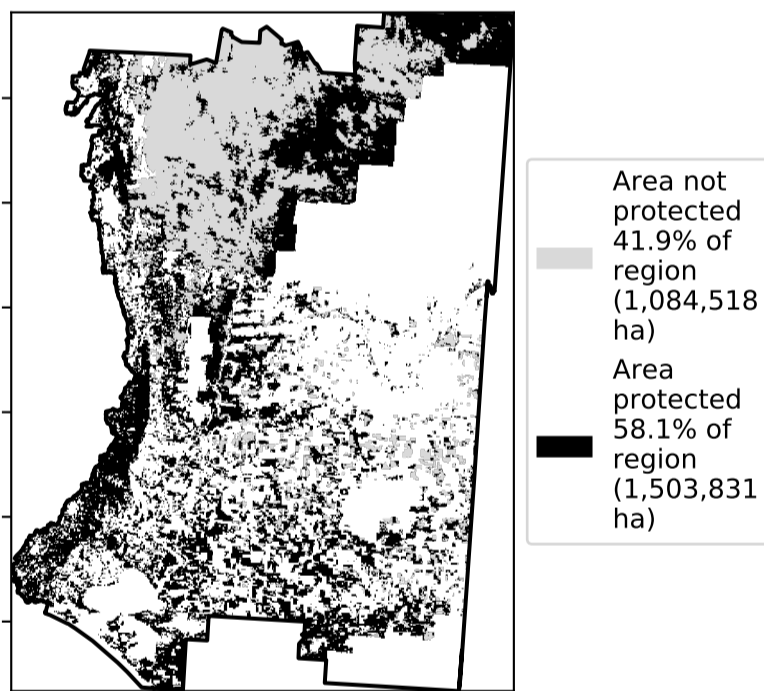 Area not
protected
41.9% of
region
(1,084,518
ha)
Area
protected
58.1% of
region
(1,503,831
ha)